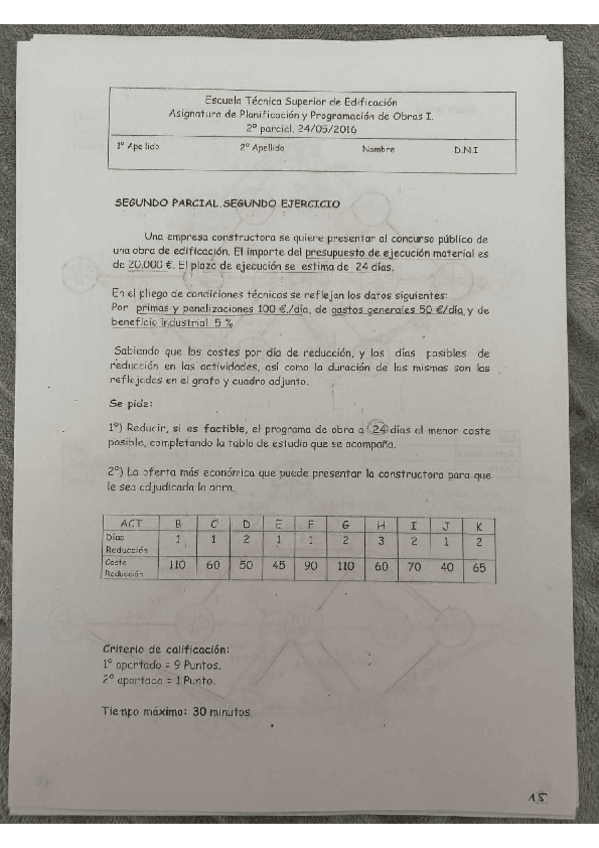 Escuela Técnica Superior de Edificación
Asignatura de Planificación y Programación de Obras I.
2º parcial. 24/05/2016
1º Apellido 2º Apellido Nombre D.N.I
SEGUNDO PARCIAL. SEGUNDO EJERCICIO
Una empresa constructora se quiere presentar al concurso público de
una obra de edificación. El importe del presupuesto de ejecución material es
de 20.000 €. El plazo de ejecución se estima de 24 días.
En el pliego de condiciones técnicas se reflejan los datos siguientes:
Por primas y penalizaciones 100 €./día, de gastos generales 50 €/día y de
beneficio industrial 5 %
Sabiendo que los costes por día de reducción, y los días posibles de
reducción en las actividades, así como la duración de las mismas son las
reflejadas en el grafo y cuadro adjunto.
Se pide:
1º) Reducir, si es factible, el programa de obra a 24 días al menor coste
posible, completando la tabla de estudio que se acompaña.
2º) La oferta más económica que puede presentar la constructora para que
le sea adjudicada la obra.
ACT B C D E F G H I J K
Días Reducción 1 1 2 1 1 2 3 2 1 2
Coste Reducción 110 60 50 45 90 110 60 70 40 65
Criterio de calificación:
1º apartado = 9 Puntos.
2º apartado = 1 Punto.
Tiempo máximo: 30 minutos.
15